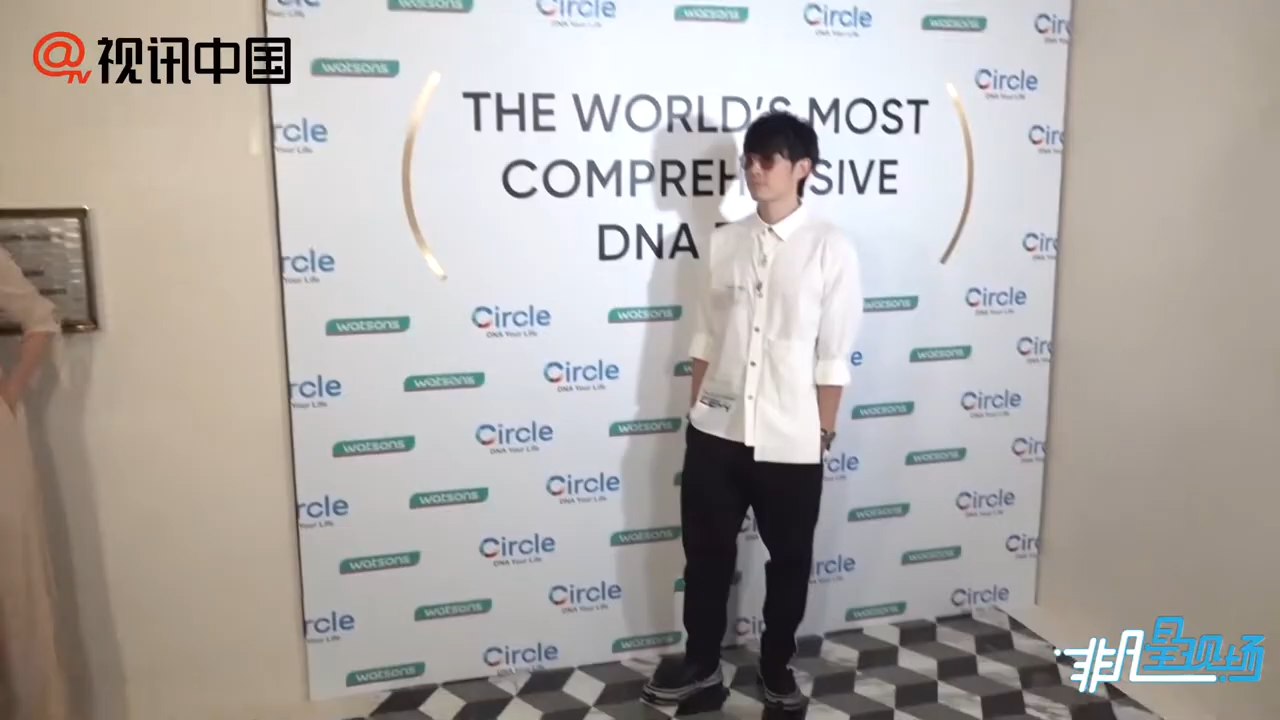 @TV 视讯中国
THE WORLD'S MOST
COMPREH SIVE
DNA
Circle
DNA Your Life
watsons
非凡星现场